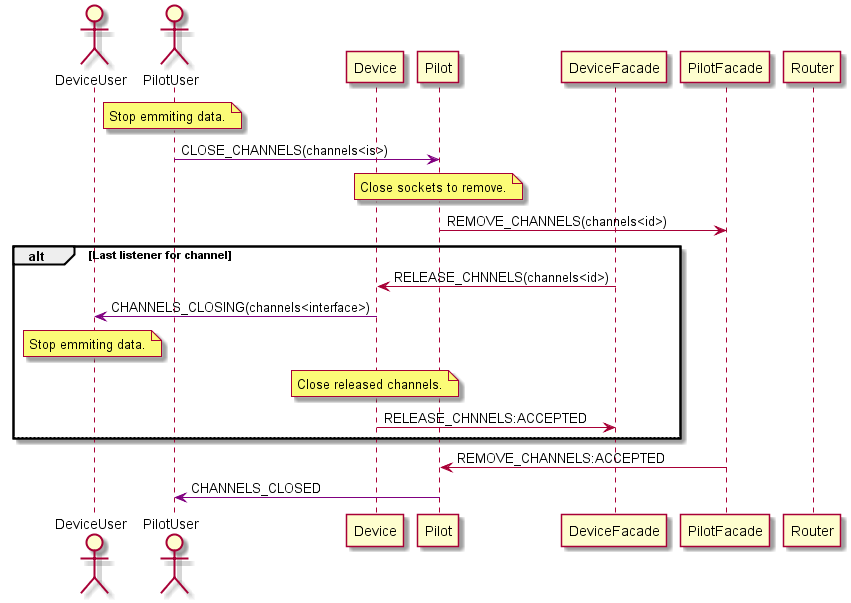 DeviceUser
PilotUser
Device
Pilot
DeviceFacade
PilotFacade
Router
Stop emmiting data.
CLOSE_CHANNELS(channels<is>)
Close sockets to remove.
REMOVE_CHANNELS(channels<id>)
alt
[Last listener for channel]
RELEASE_CHNNELS(channels<id>)
CHANNELS_CLOSING(channels<interface>)
Stop emmiting data.
Close released channels.
RELEASE_CHNNELS:ACCEPTED
REMOVE_CHANNELS:ACCEPTED
CHANNELS_CLOSED
DeviceUser
PilotUser
Device
Pilot
DeviceFacade
PilotFacade
Router